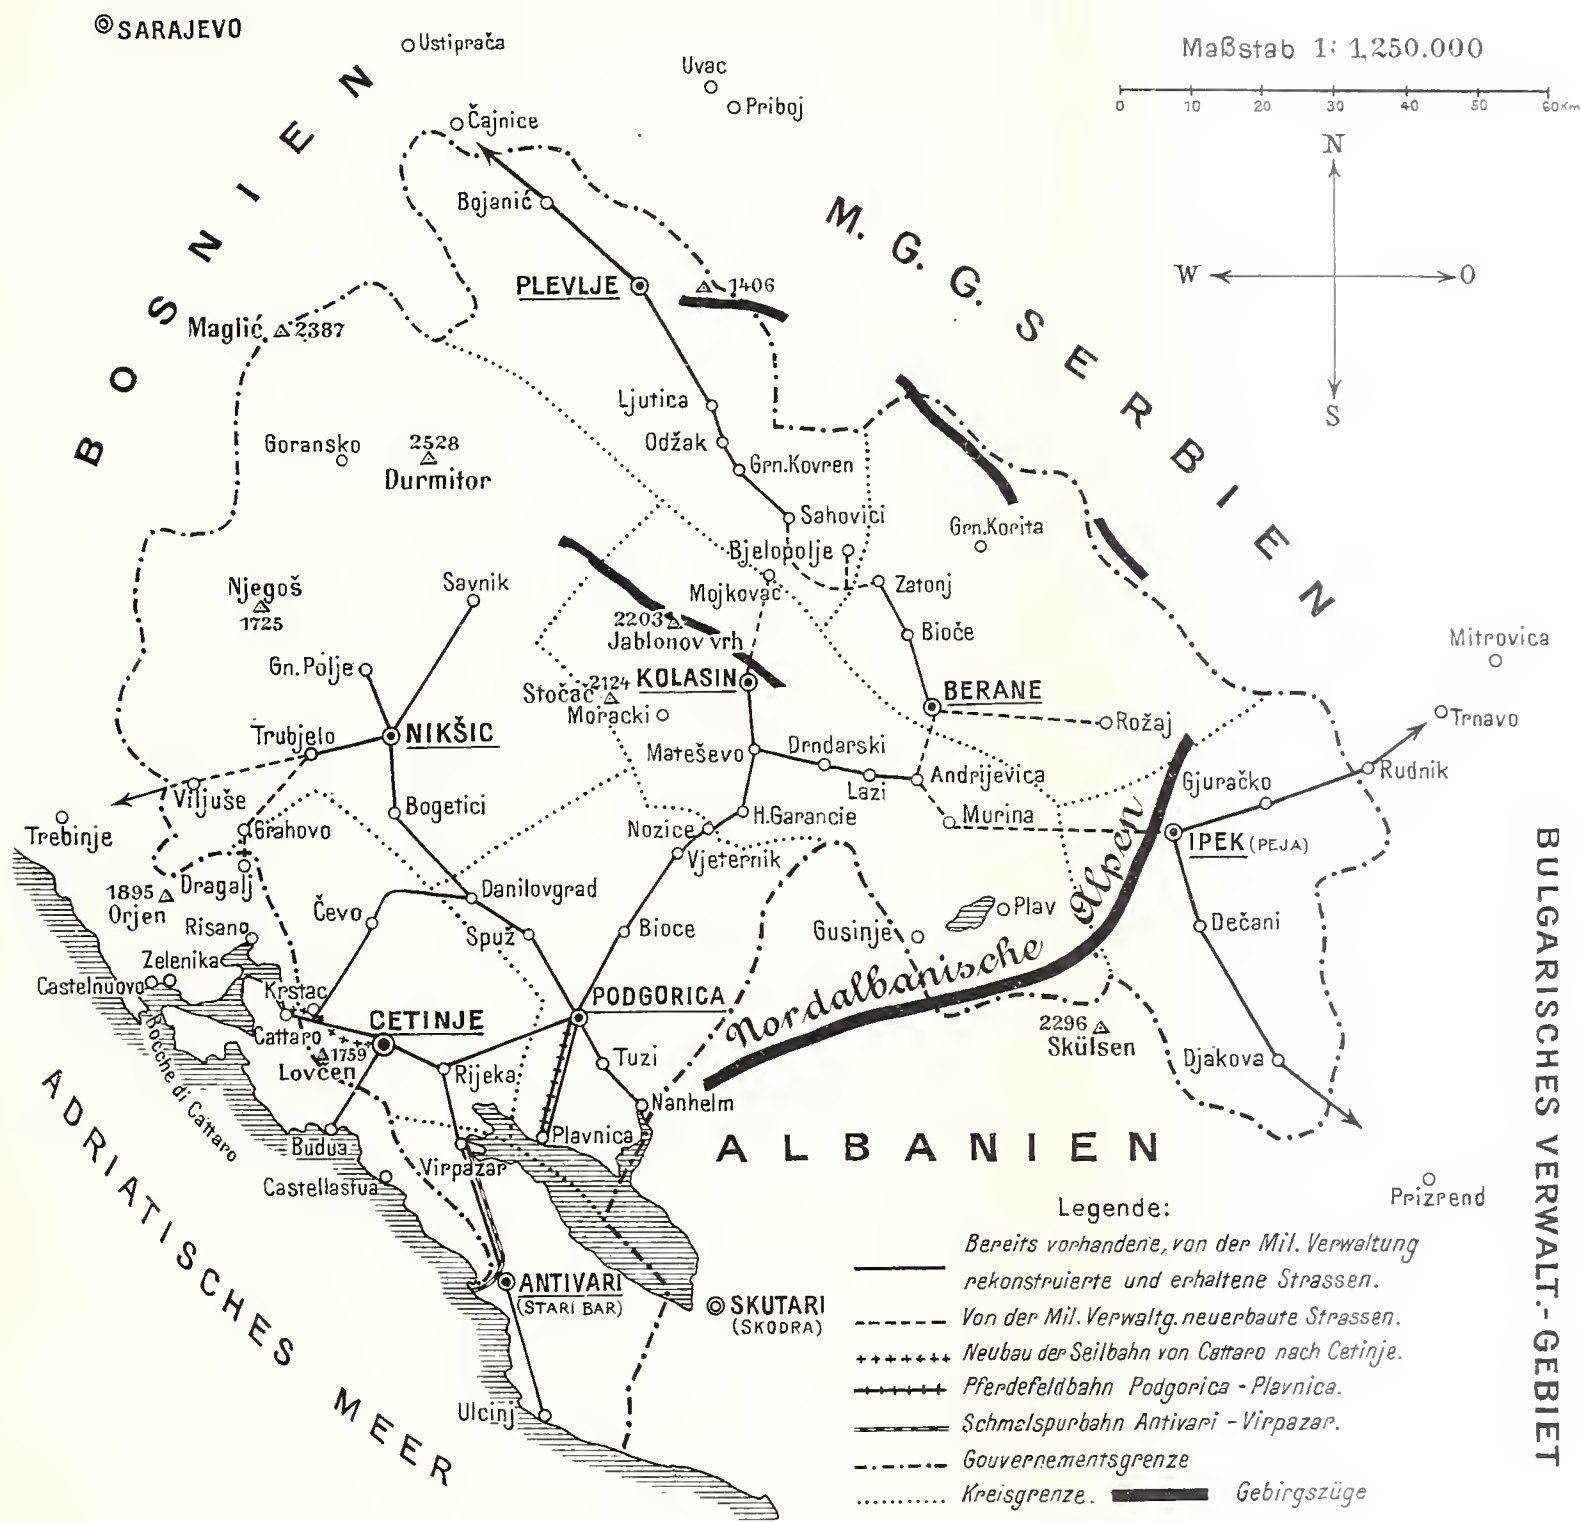 SARAJEVO
Ustiprača
Uvac
Priboj
Maßstab 1: 1,250.000
0 10 20 30 40 50 60 Km
N
W
O
S
BOSNIEN
M. G. G. SERBIEN
Čajnice
Bojanić
PLEVLJE
1406
Maglić 2387
Ljutica
Odžak
Grn. Kovren
Goransko
2528
Durmitor
Sahovići
Bjelopolje
Grn. Korita
Mojkovac
Zatonj
Njegoš
1725
Savnik
2203
Jablonov vrh
Bioče
Gn. Polje
Stočac 2124
KOLASIN
Moracki
BERANE
Rožaj
Mitrovica
Trnavo
Trubjelo
NIKŠIC
Mateševo
Drndarski
Lazi
Andrijevica
Gjuračko
Rudnik
Viljuše
Trebinje
Grahovo
Bogetici
Nozice
H. Garancie
Murina
IPEK (PEJA)
Vjeternik
1895
Orjen
Dragalj
Danilovgrad
Čevo
Spuž
Bioce
Gusinje
Plav
Dečani
Nordalbanische Alpen
Risano
Zelenika
Castelnuovo
Krstac
Cattaro
CETINJE
PODGORICA
1759
Lovčen
Rijeka
Tuzi
2296
Skülsen
Djakova
Bocche di Cattaro
Nanhelm
Budua
Plavnica
ALBANIEN
Castellastua
Virpazar
Prizrend
ADRIATISCHES MEER
ANTIVARI
(STARI BAR)
SKUTARI
(SKODRA)
Ulcinj
BULGARISCHES VERWALT.-GEBIET
Legende:
Bereits vorhandene, von der Mil. Verwaltung
rekonstruierte und erhaltene Strassen.
Von der Mil. Verwaltg. neuerbaute Strassen.
Neubau der Seilbahn von Cattaro nach Cetinje.
Pferdefeldbahn Podgorica - Plavnica.
Schmalspurbahn Antivari - Virpazar.
Gouvernementsgrenze
Kreisgrenze.
Gebirgszüge